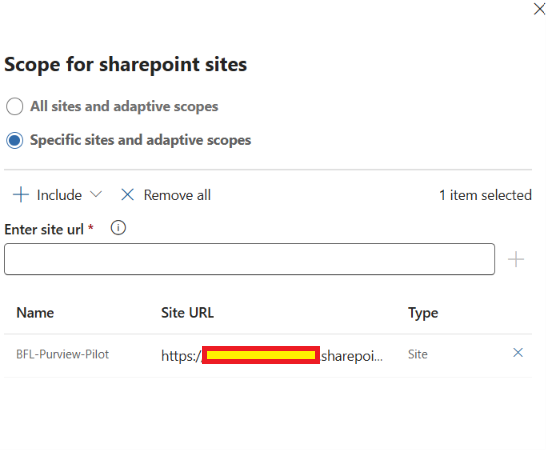 Scope for sharepoint sites
All sites and adaptive scopes
Specific sites and adaptive scopes
Include Remove all 1 item selected
Enter site url *
Name Site URL Type
BFL-Purview-Pilot https:/ sharepoi... Site